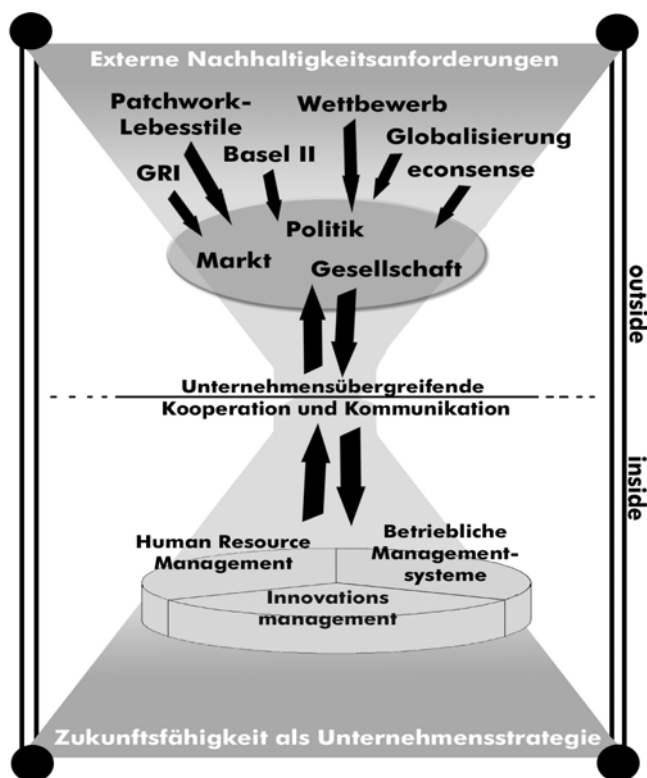 Externe Nachhaltigkeitsanforderungen
Patchwork-
Lebesstile
Wettbewerb
Basel II
Globalisierung
GRI
econsense
Politik
Markt
Gesellschaft
outside
Unternehmensübergreifende
Kooperation und Kommunikation
inside
Human Resource
Management
Betriebliche
Management-
systeme
Innovations
management
Zukunftsfähigkeit als Unternehmensstrategie